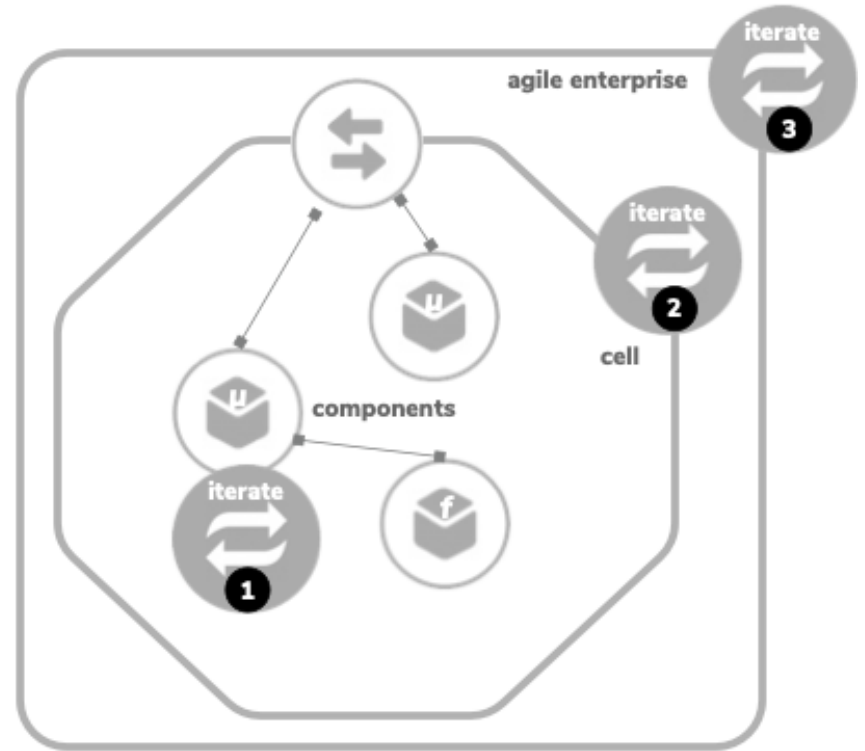 iterate
agile enterprise
3
iterate
2
cell
μ
μ
components
iterate
f
1